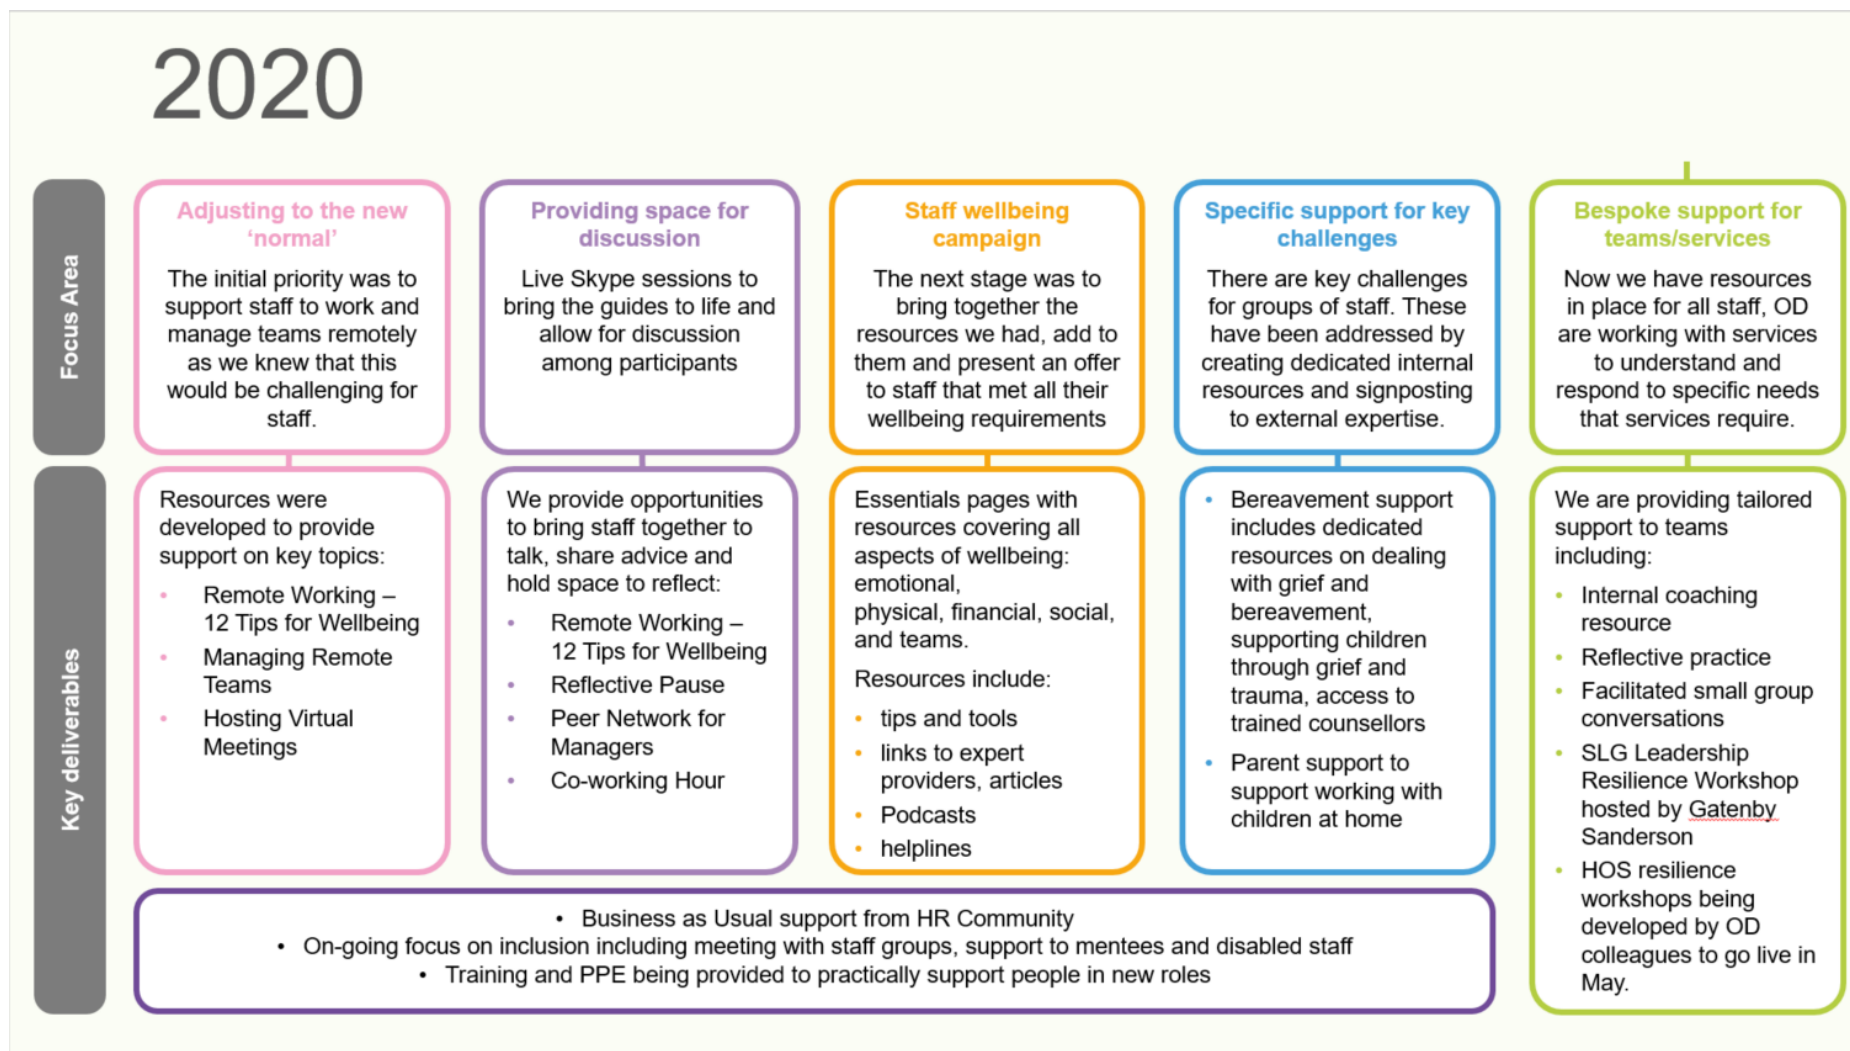 2020
Focus Area
Adjusting to the new
‘normal’
The initial priority was to
support staff to work and
manage teams remotely
as we knew that this
would be challenging for
staff.
Providing space for
discussion
Live Skype sessions to
bring the guides to life and
allow for discussion
among participants
Staff wellbeing
campaign
The next stage was to
bring together the
resources we had, add to
them and present an offer
to staff that met all their
wellbeing requirements
Specific support for key
challenges
There are key challenges
for groups of staff. These
have been addressed by
creating dedicated internal
resources and signposting
to external expertise.
Bespoke support for
teams/services
Now we have resources
in place for all staff, OD
are working with services
to understand and
respond to specific needs
that services require.
Key deliverables
Resources were
developed to provide
support on key topics:
• Remote Working –
12 Tips for Wellbeing
• Managing Remote
Teams
• Hosting Virtual
Meetings
We provide opportunities
to bring staff together to
talk, share advice and
hold space to reflect:
• Remote Working –
12 Tips for Wellbeing
• Reflective Pause
• Peer Network for
Managers
• Co-working Hour
Essentials pages with
resources covering all
aspects of wellbeing:
emotional,
physical, financial, social,
and teams.
Resources include:
• tips and tools
• links to expert
providers, articles
• Podcasts
• helplines
• Bereavement support
includes dedicated
resources on dealing
with grief and
bereavement,
supporting children
through grief and
trauma, access to
trained counsellors
• Parent support to
support working with
children at home
We are providing tailored
support to teams
including:
• Internal coaching
resource
• Reflective practice
• Facilitated small group
conversations
• SLG Leadership
Resilience Workshop
hosted by Gatenby
Sanderson
• HOS resilience
workshops being
developed by OD
colleagues to go live in
May.
• Business as Usual support from HR Community
• On-going focus on inclusion including meeting with staff groups, support to mentees and disabled staff
• Training and PPE being provided to practically support people in new roles